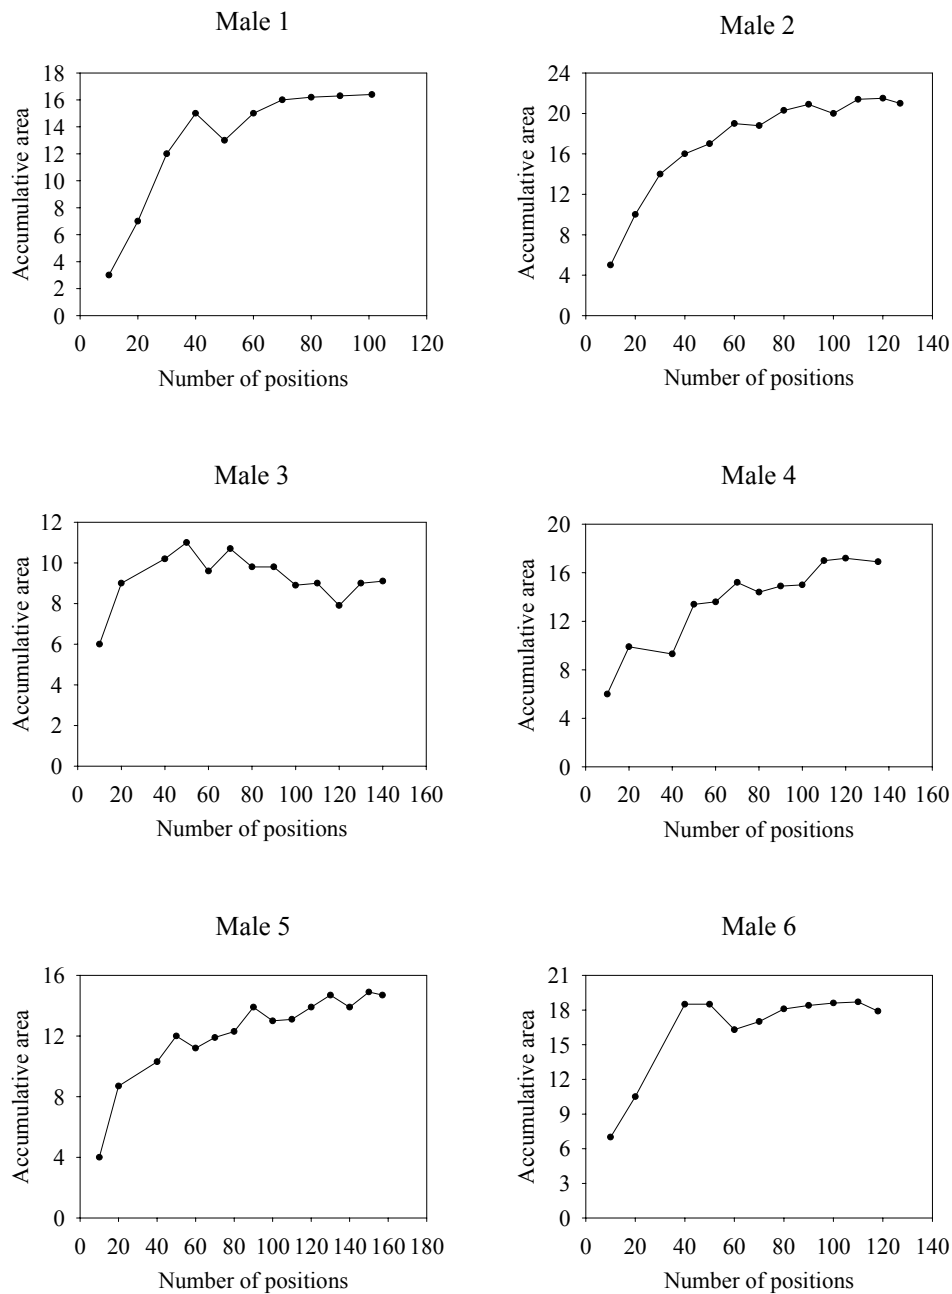 Male 1
Male 2
18
16
14
12
10
8
6
4
2
0
Accumulative area
0 20 40 60 80 100 120
Number of positions
24
20
16
12
8
4
0
Accumulative area
0 20 40 60 80 100 120 140
Number of positions
Male 3
Male 4
12
10
8
6
4
2
0
Accumulative area
0 20 40 60 80 100 120 140 160
Number of positions
20
16
12
8
4
0
Accumulative area
0 20 40 60 80 100 120 140 160
Number of positions
Male 5
Male 6
16
12
8
4
0
Accumulative area
0 20 40 60 80 100 120 140 160 180
Number of positions
21
18
15
12
9
6
3
0
Accumulative area
0 20 40 60 80 100 120 140
Number of positions